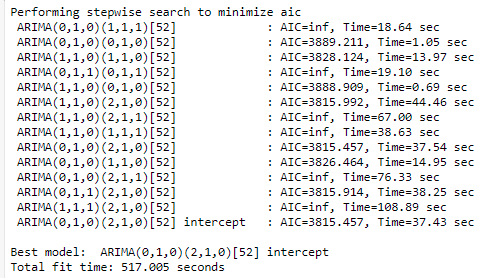 Performing stepwise search to minimize aic
ARIMA(0,1,0)(1,1,1)[52] : AIC=inf, Time=18.64 sec
ARIMA(0,1,0)(0,1,0)[52] : AIC=3889.211, Time=1.05 sec
ARIMA(1,1,0)(1,1,0)[52] : AIC=3828.124, Time=13.97 sec
ARIMA(0,1,1)(0,1,1)[52] : AIC=inf, Time=19.10 sec
ARIMA(1,1,0)(0,1,0)[52] : AIC=3888.909, Time=0.69 sec
ARIMA(1,1,0)(2,1,0)[52] : AIC=3815.992, Time=44.46 sec
ARIMA(1,1,0)(2,1,1)[52] : AIC=inf, Time=67.00 sec
ARIMA(1,1,0)(1,1,1)[52] : AIC=inf, Time=38.63 sec
ARIMA(0,1,0)(2,1,0)[52] : AIC=3815.457, Time=37.54 sec
ARIMA(0,1,0)(1,1,0)[52] : AIC=3826.464, Time=14.95 sec
ARIMA(0,1,0)(2,1,1)[52] : AIC=inf, Time=76.33 sec
ARIMA(0,1,1)(2,1,0)[52] : AIC=3815.914, Time=38.25 sec
ARIMA(1,1,1)(2,1,0)[52] : AIC=inf, Time=108.89 sec
ARIMA(0,1,0)(2,1,0)[52] intercept : AIC=3815.457, Time=37.43 sec
Best model: ARIMA(0,1,0)(2,1,0)[52] intercept
Total fit time: 517.005 seconds